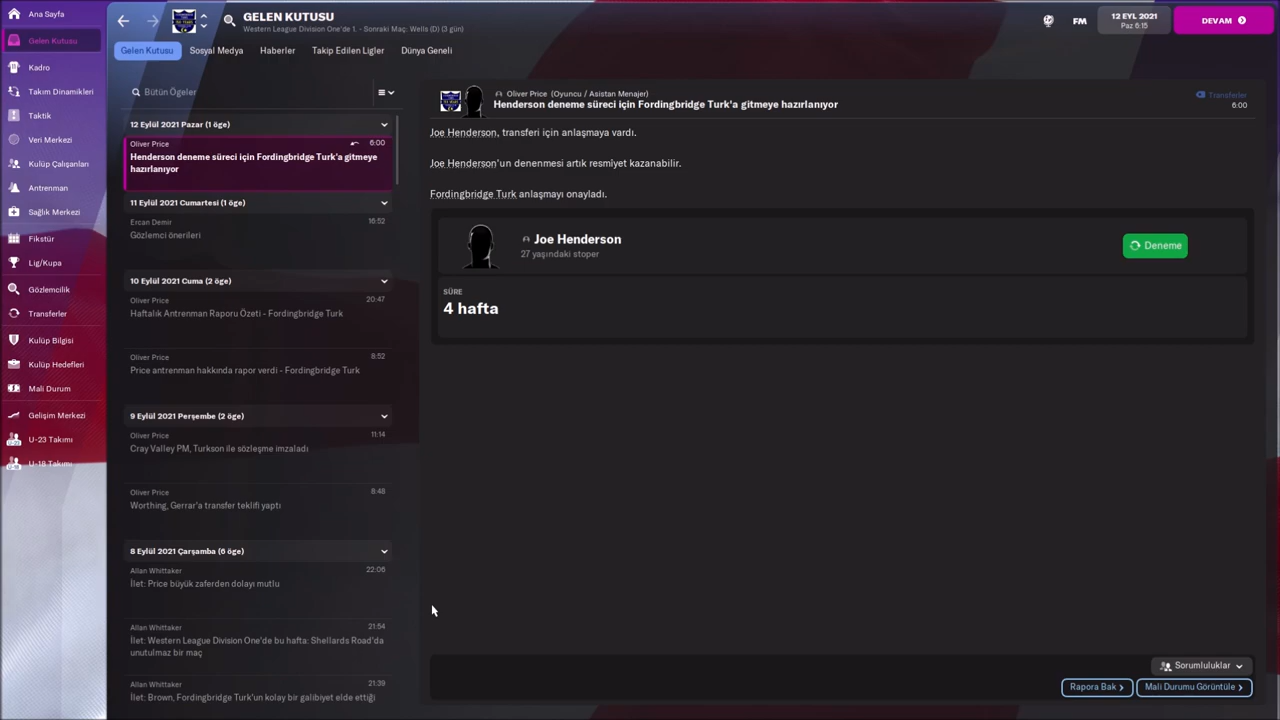 Ana Sayfa
Gelen Kutusu
Kadro
Takım Dinamikleri
Taktik
Veri Merkezi
Kulüp Çalışanları
Antrenman
Sağlık Merkezi
Fikstür
Lig/Kupa
Gözlemcilik
Transferler
Kulüp Bilgisi
Kulüp Hedefleri
Mali Durum
Gelişim Merkezi
U-23 Takımı
U-18 Takımı
GELEN KUTUSU
Western League Division One'de 1. - Sonraki Maç: Wells (D) (3 gün)
FM
12 EYL 2021
Paz 6:15
DEVAM
Gelen Kutusu
Sosyal Medya
Haberler
Takip Edilen Ligler
Dünya Geneli
Bütün Ögeler
12 Eylül 2021 Pazar (1 öge)
Oliver Price
6:00
Henderson deneme süreci için Fordingbridge Turk'a gitmeye
hazırlanıyor
11 Eylül 2021 Cumartesi (1 öge)
Ercan Demir
16:52
Gözlemci önerileri
10 Eylül 2021 Cuma (2 öge)
Oliver Price
20:47
Haftalık Antrenman Raporu Özeti - Fordingbridge Turk
Oliver Price
8:52
Price antrenman hakkında rapor verdi - Fordingbridge Turk
9 Eylül 2021 Perşembe (2 öge)
Oliver Price
11:14
Cray Valley PM, Turkson ile sözleşme imzaladı
Oliver Price
8:48
Worthing, Gerrar'a transfer teklifi yaptı
8 Eylül 2021 Çarşamba (6 öge)
Allan Whittaker
22:06
İlet: Price büyük zaferden dolayı mutlu
Allan Whittaker
21:54
İlet: Western League Division One'de bu hafta: Shellards Road'da
unutulmaz bir maç
Allan Whittaker
21:39
İlet: Brown, Fordingbridge Turk'un kolay bir galibiyet elde ettiği
Oliver Price (Oyuncu / Asistan Menajer)
Henderson deneme süreci için Fordingbridge Turk'a gitmeye hazırlanıyor
Transferler
6:00
Joe Henderson, transferi için anlaşmaya vardı.
Joe Henderson'un denenmesi artık resmiyet kazanabilir.
Fordingbridge Turk anlaşmayı onayladı.
Joe Henderson
27 yaşındaki stoper
Deneme
SÜRE
4 hafta
Sorumluluklar
Rapora Bak
Mali Durumu Görüntüle